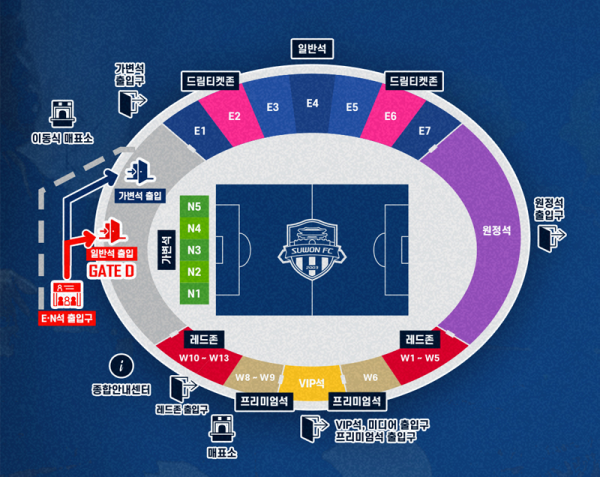 일반석
가변석
출입구
드림티켓존
드림티켓존
이동식 매표소
E1
E2
E3
E4
E5
E6
E7
가변석 출입
일반석 출입
GATE D
E·N석 출입구
가변석
N5
N4
N3
N2
N1
SUWON FC
2003
원정석
원정석
출입구
레드존
레드존
W10 ~ W13
W8 ~ W9
VIP석
W6
W1 ~ W5
종합안내센터
레드존 출입구
프리미엄석
프리미엄석
매표소
VIP석, 미디어 출입구
프리미엄석 출입구